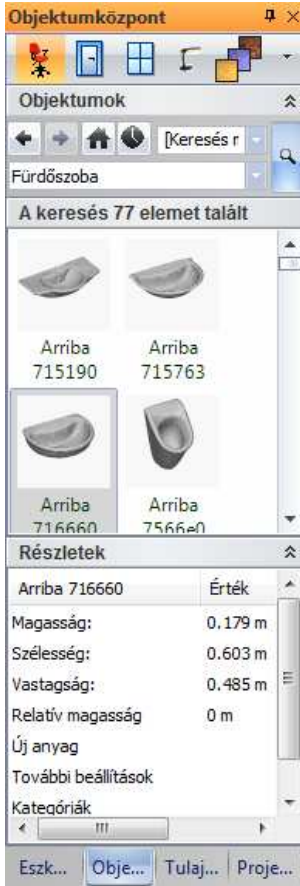 Objektumközpont
Objektumok
[Keresés r
Fürdőszoba
A keresés 77 elemet talált
Arriba
715190
Arriba
715763
Arriba
716660
Arriba
7566e0
Részletek
Arriba 716660 Érték
Magasság: 0.179 m
Szélesség: 0.603 m
Vastagság: 0.485 m
Relatív magasság 0 m
Új anyag
További beállítások
Kategóriák
Eszk... Obje... Tulaj... Proje...